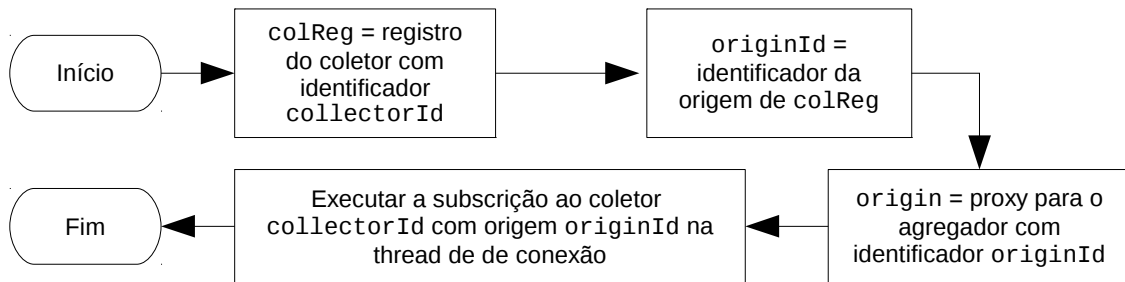 Início
colReg = registro
do coletor com
identificador
collectorId
originId =
identificador da
origem de colReg
origin = proxy para o
agregador com
identificador originId
Executar a subscrição ao coletor
collectorId com origem originId na
thread de de conexão
Fim